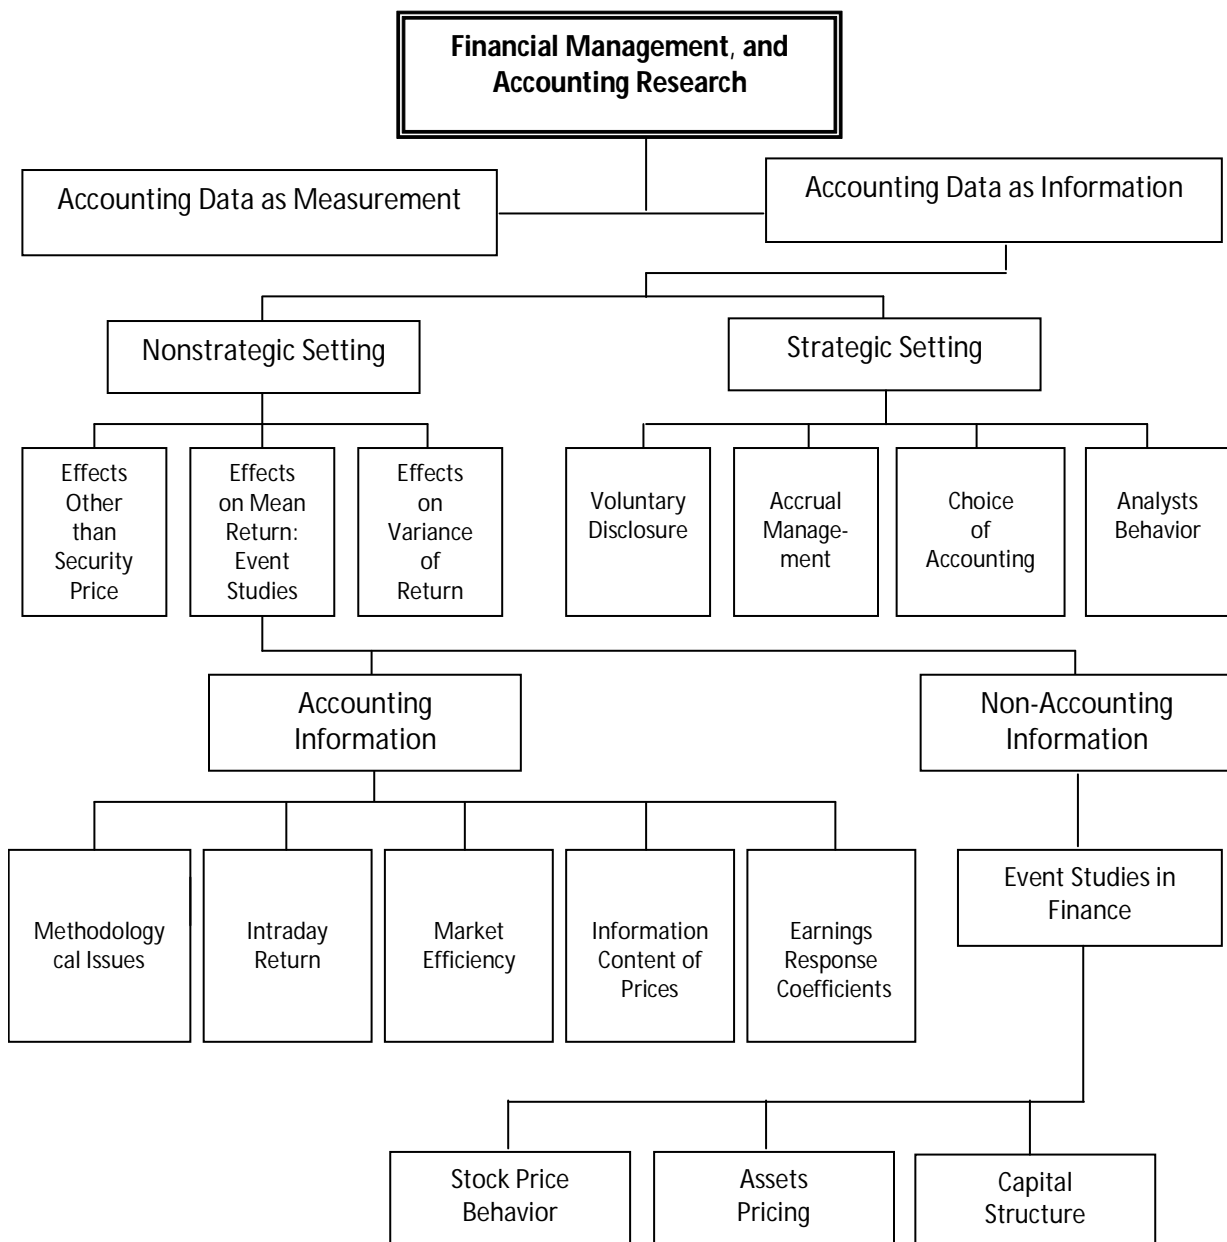 Financial Management, and
Accounting Research
Accounting Data as Measurement
Accounting Data as Information
Nonstrategic Setting
Strategic Setting
Effects
Other
than
Security
Price
Effects
on Mean
Return:
Event
Studies
Effects
on
Variance
of
Return
Voluntary
Disclosure
Accrual
Manage-
ment
Choice
of
Accounting
Analysts
Behavior
Accounting
Information
Non-Accounting
Information
Methodology
cal Issues
Intraday
Return
Market
Efficiency
Information
Content of
Prices
Earnings
Response
Coefficients
Event Studies in
Finance
Stock Price
Behavior
Assets
Pricing
Capital
Structure